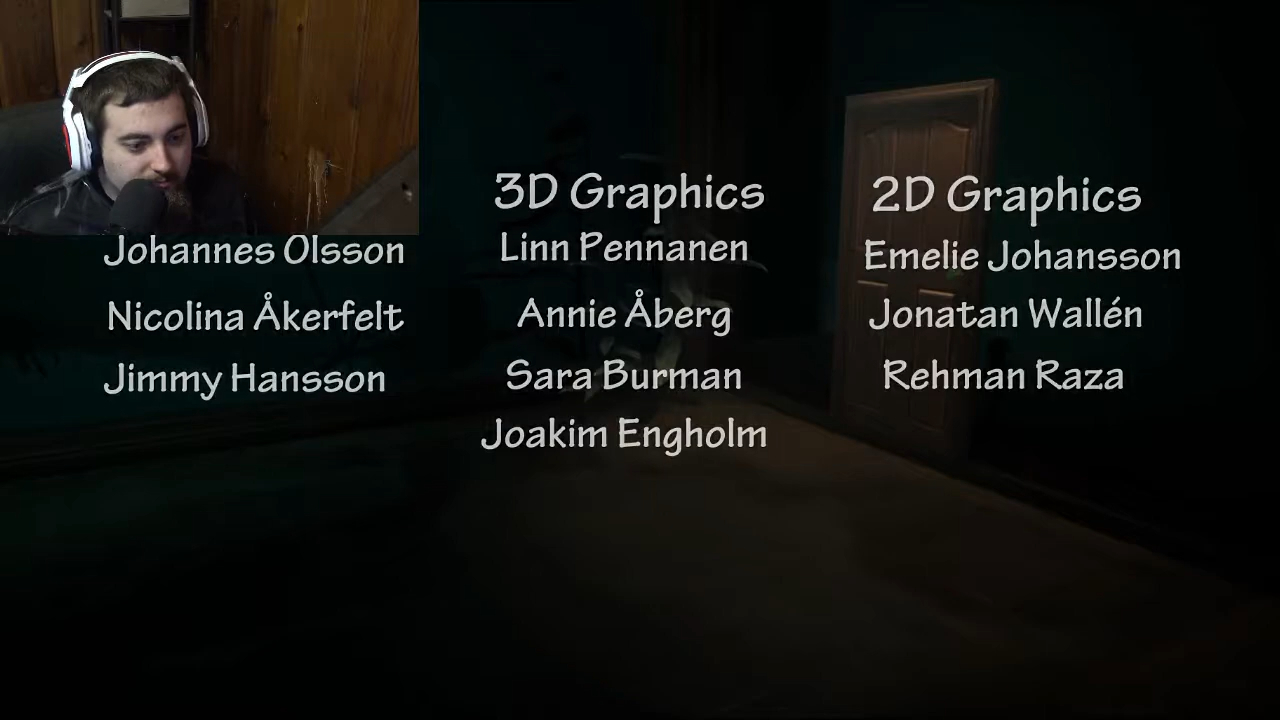 Johannes Olsson
Nicolina Åkerfelt
Jimmy Hansson
3D Graphics
Linn Pennanen
Annie Åberg
Sara Burman
Joakim Engholm
2D Graphics
Emelie Johansson
Jonatan Wallén
Rehman Raza